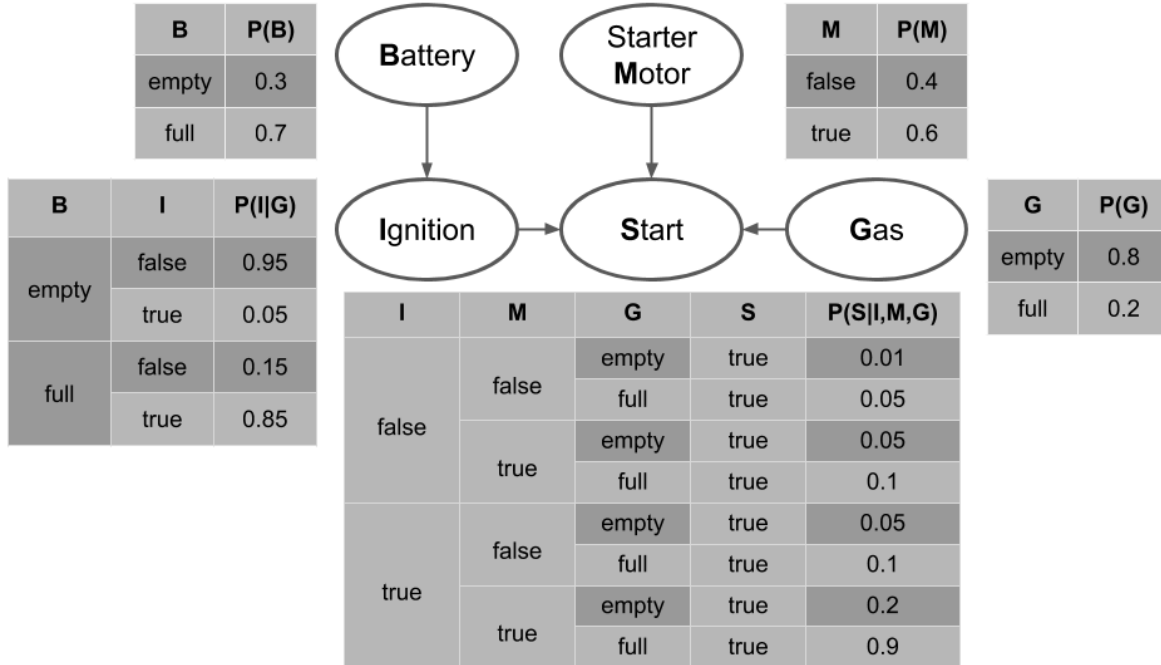 B P(B)
empty 0.3
full 0.7
Battery
Starter
Motor
M P(M)
false 0.4
true 0.6
B I P(I|G)
empty false 0.95
true 0.05
full false 0.15
true 0.85
Ignition
Start
Gas
G P(G)
empty 0.8
full 0.2
I M G S P(S|I,M,G)
false false empty true 0.01
full true 0.05
true empty true 0.05
full true 0.1
true false empty true 0.05
full true 0.1
true empty true 0.2
full true 0.9